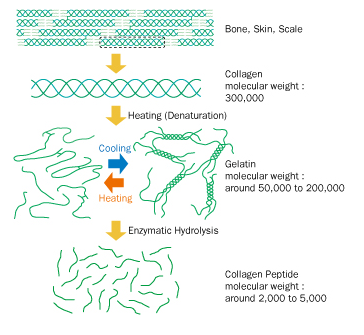 Bone, Skin, Scale
Collagen
molecular weight :
300,000
Heating (Denaturation)
Cooling
Heating
Gelatin
molecular weight :
around 50,000 to 200,000
Enzymatic Hydrolysis
Collagen Peptide
molecular weight :
around 2,000 to 5,000